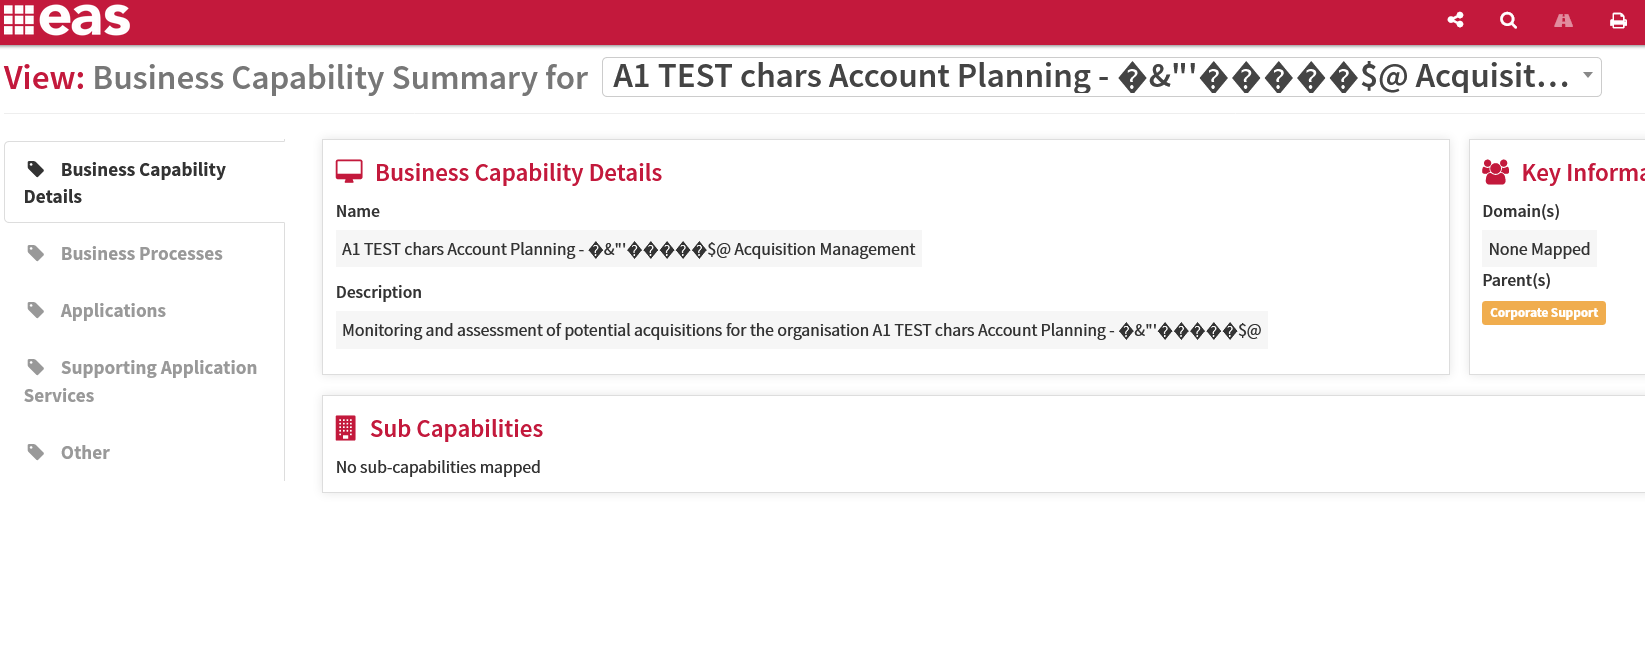 eas
View: Business Capability Summary for A1 TEST chars Account Planning - �&"'�����$@ Acquisit...
Business Capability
Details
Business Processes
Applications
Supporting Application
Services
Other
Business Capability Details
Name
A1 TEST chars Account Planning - �&"'�����$@ Acquisition Management
Description
Monitoring and assessment of potential acquisitions for the organisation A1 TEST chars Account Planning - �&"'�����$@
Key Informa
Domain(s)
None Mapped
Parent(s)
Corporate Support
Sub Capabilities
No sub-capabilities mapped